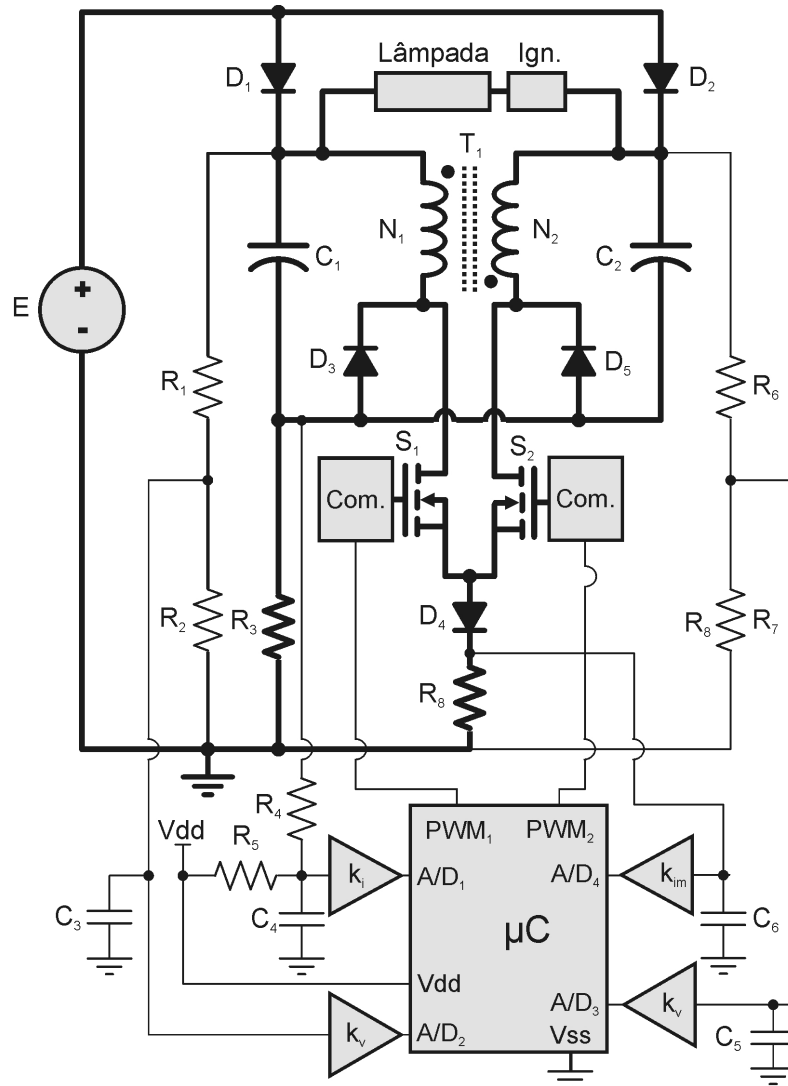 Lâmpada Ign.
D₁
D₂
T₁
N₁
N₂
C₁
C₂
E
+
-
D₃
D₅
R₁
R₆
S₁
S₂
Com.
Com.
R₂
R₃
D₄
R₈
R₇
R₈
R₄
Vdd
R₅
PWM₁
PWM₂
kᵢ
A/D₁
A/D₄
kᵢₘ
C₃
C₄
C₆
µC
Vdd
A/D₃
kᵥ
kᵥ
A/D₂
Vss
C₅